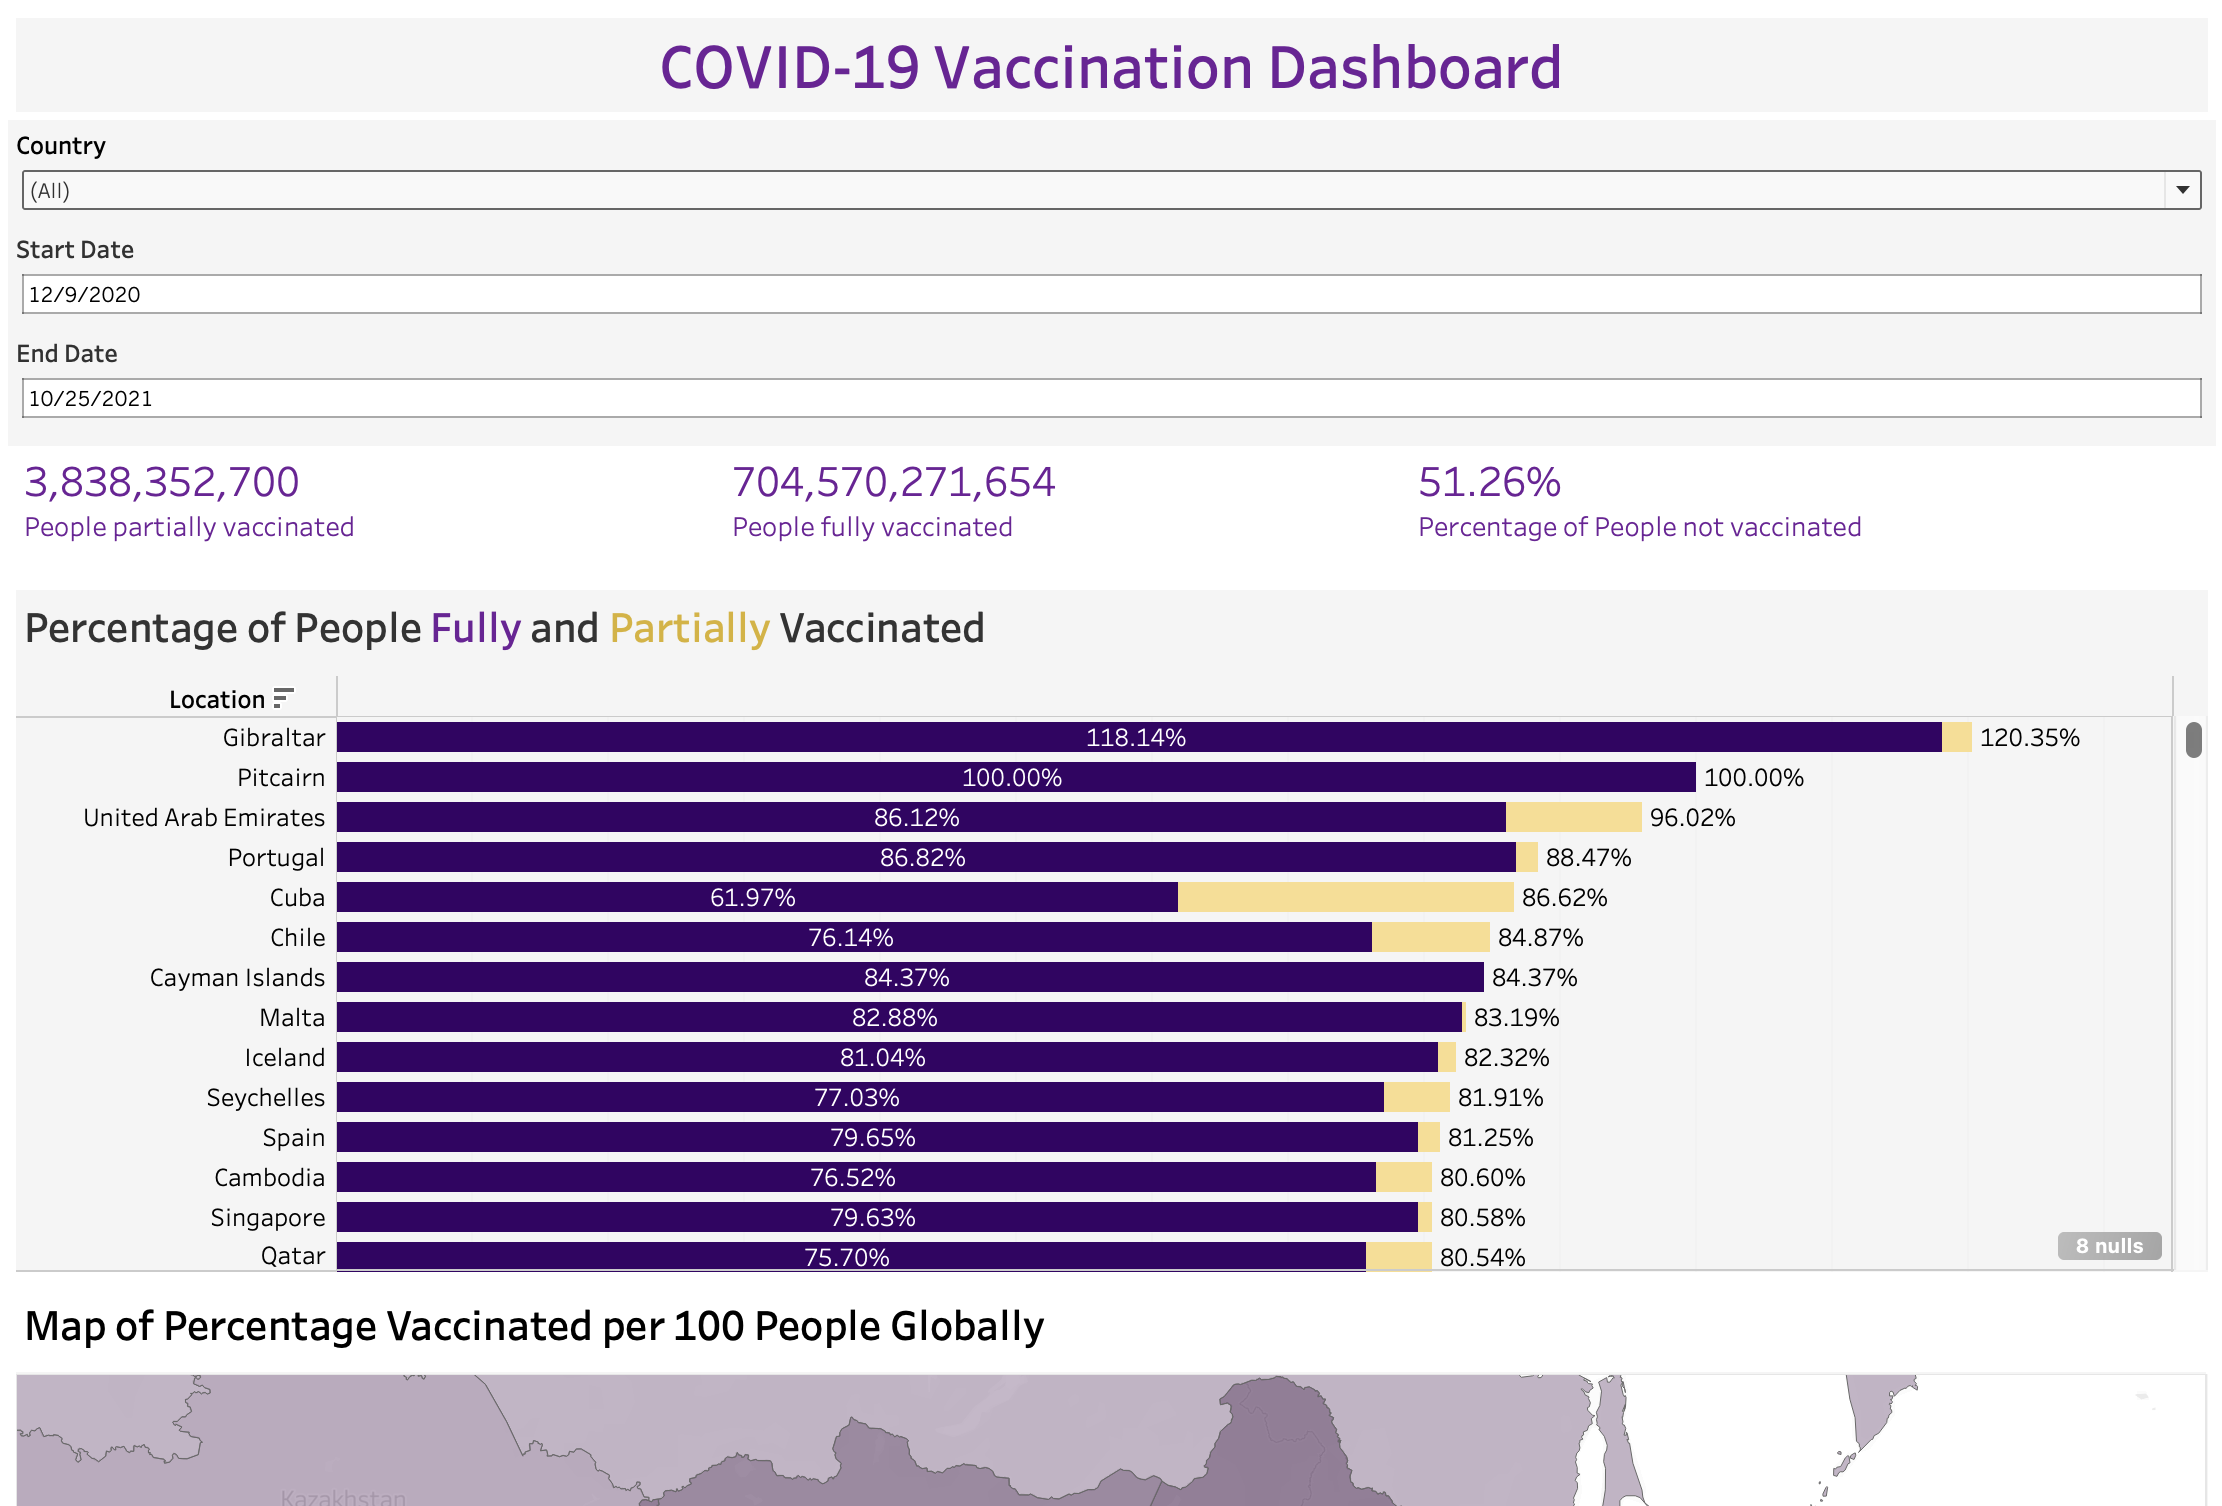 COVID-19 Vaccination Dashboard
Country
(All)
Start Date
12/9/2020
End Date
10/25/2021
3,838,352,700 704,570,271,654 51.26%
People partially vaccinated People fully vaccinated Percentage of People not vaccinated
Percentage of People Fully and Partially Vaccinated
Location
Gibraltar 118.14% 120.35%
Pitcairn 100.00% 100.00%
United Arab Emirates 86.12% 96.02%
Portugal 86.82% 88.47%
Cuba 61.97% 86.62%
Chile 76.14% 84.87%
Cayman Islands 84.37% 84.37%
Malta 82.88% 83.19%
Iceland 81.04% 82.32%
Seychelles 77.03% 81.91%
Spain 79.65% 81.25%
Cambodia 76.52% 80.60%
Singapore 79.63% 80.58%
Qatar 75.70% 80.54%
8 nulls
Map of Percentage Vaccinated per 100 People Globally
Kazakhstan